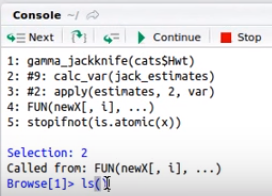 Console ~/
Next Continue Stop
1: gamma_jackknife(cats$Hwt)
2: #9: calc_var(jack_estimates)
3: #2: apply(estimates, 2, var)
4: FUN(newX[, i], ...)
5: stopifnot(is.atomic(x))
Selection: 2
Called from: FUN(newX[, i], ...)
Browse[1]> ls()